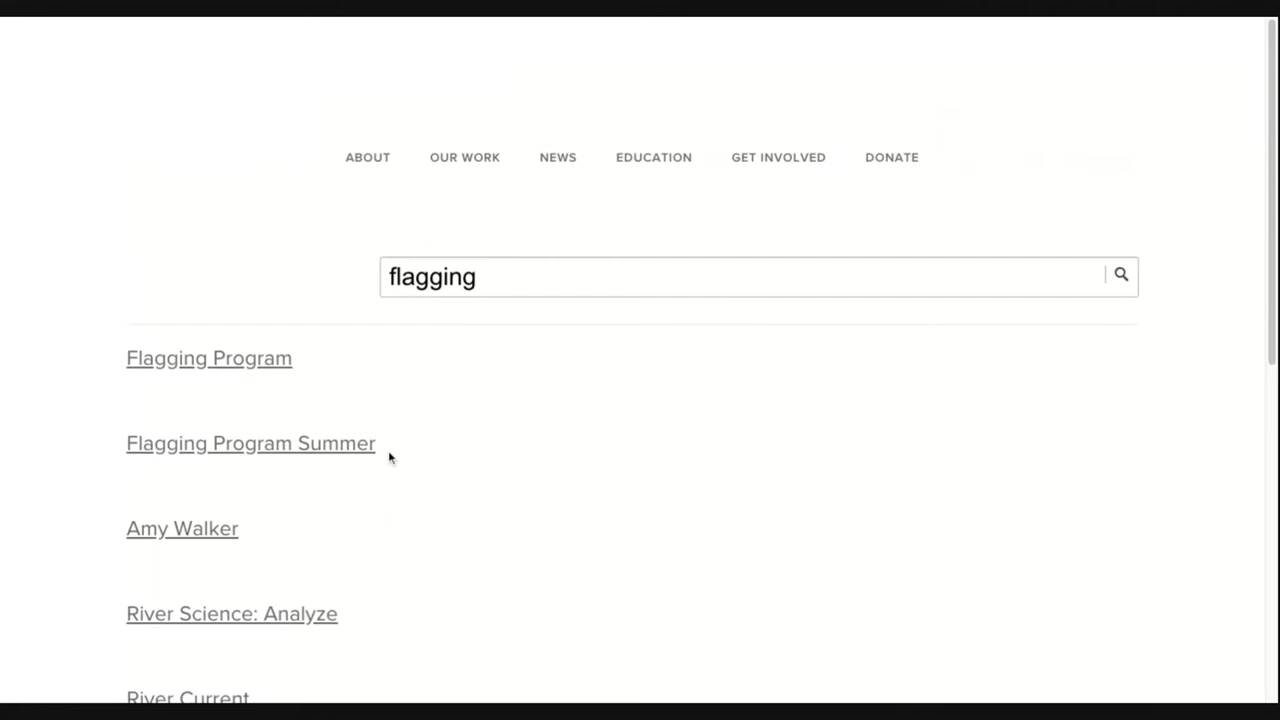 ABOUT OUR WORK NEWS EDUCATION GET INVOLVED DONATE
flagging
Flagging Program
Flagging Program Summer
Amy Walker
River Science: Analyze
River Current